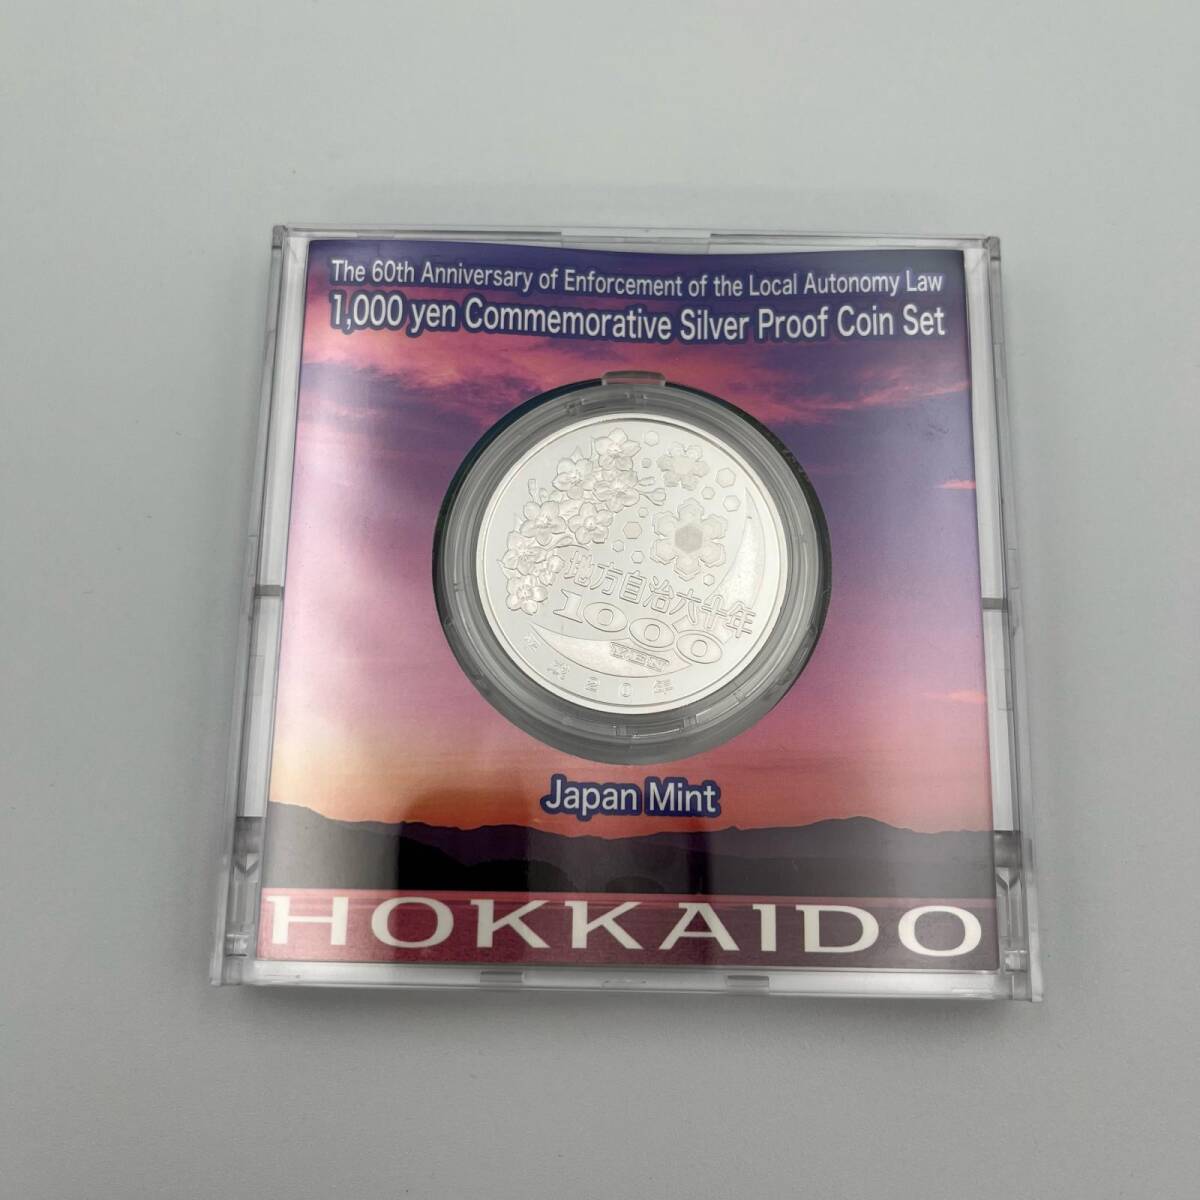 The 60th Anniversary of Enforcement of the Local Autonomy Law
1,000 yen Commemorative Silver Proof Coin Set
地方自治六十年
1000
YEN
平成20年
Japan Mint
HOKKAIDO